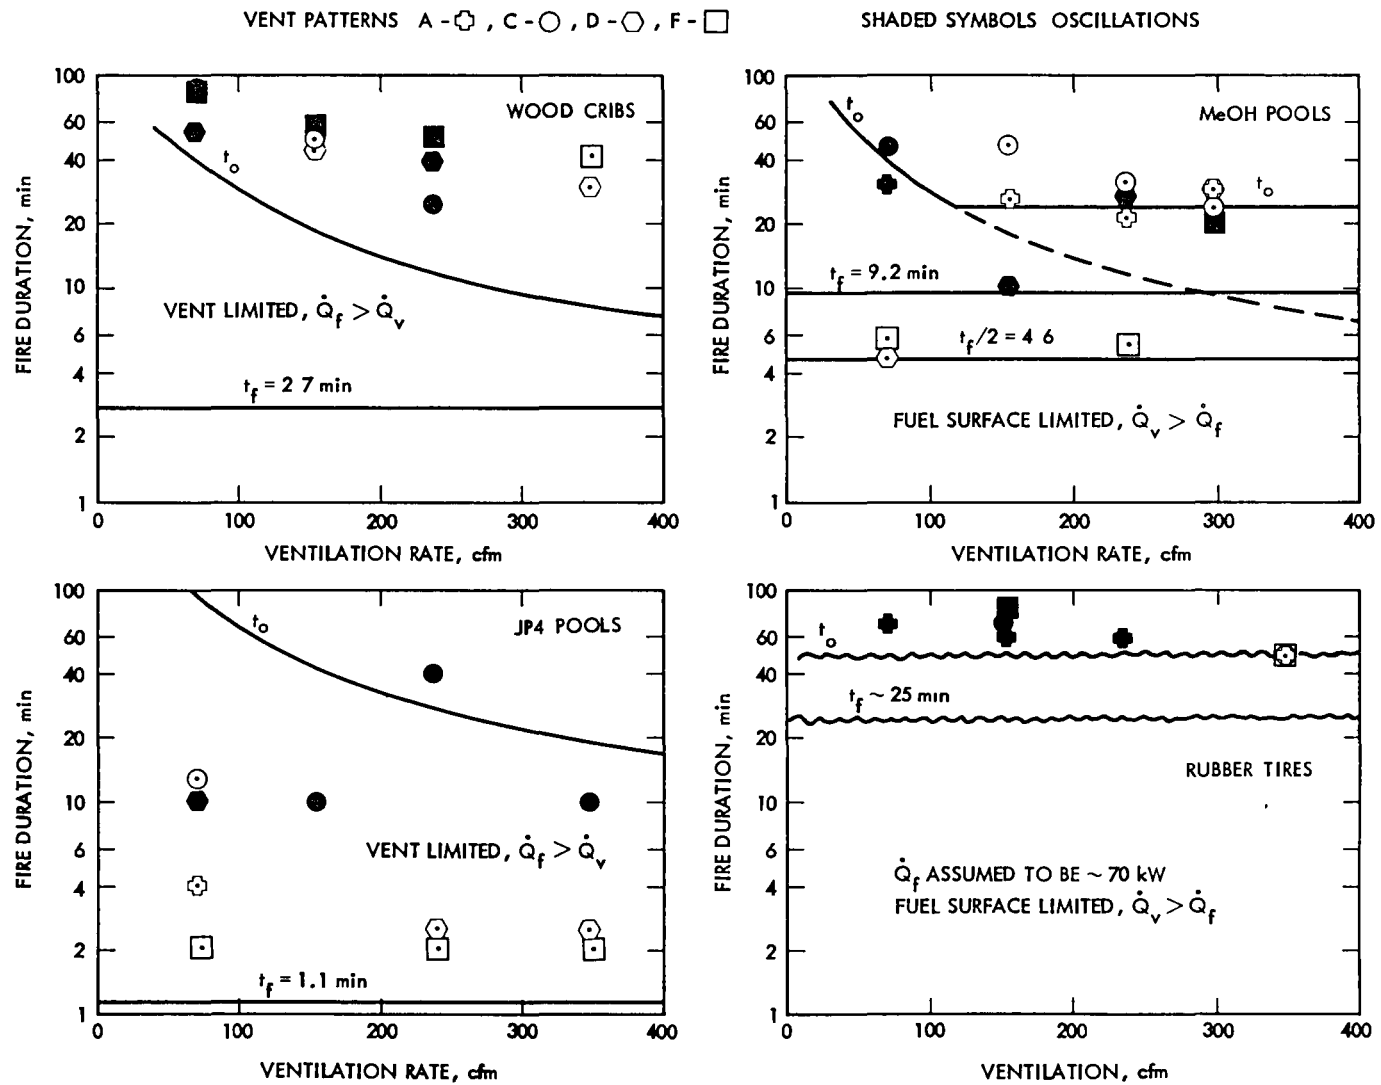 VENT PATTERNS A - , C - , D - , F -
SHADED SYMBOLS OSCILLATIONS
WOOD CRIBS
FIRE DURATION, min
100
60
40
20
10
6
4
2
1
t_o
VENT LIMITED, Q̇_f > Q̇_v
t_f = 2 7 min
0 100 200 300 400
VENTILATION RATE, cfm
MeOH POOLS
FIRE DURATION, min
100
60
40
20
10
6
4
2
1
t_o
t_o
t_f = 9.2 min
t_f/2 = 4 6
FUEL SURFACE LIMITED, Q̇_v > Q̇_f
0 100 200 300 400
VENTILATION RATE, cfm
JP4 POOLS
FIRE DURATION, min
100
60
40
20
10
6
4
2
1
t_o
VENT LIMITED, Q̇_f > Q̇_v
t_f = 1.1 min
0 100 200 300 400
VENTILATION RATE, cfm
FIRE DURATION, min
100
60
40
20
10
6
4
2
1
t_o
t_f ~ 25 min
RUBBER TIRES
Q̇_f ASSUMED TO BE ~ 70 kW
FUEL SURFACE LIMITED, Q̇_v > Q̇_f
0 100 200 300 400
VENTILATION, cfm